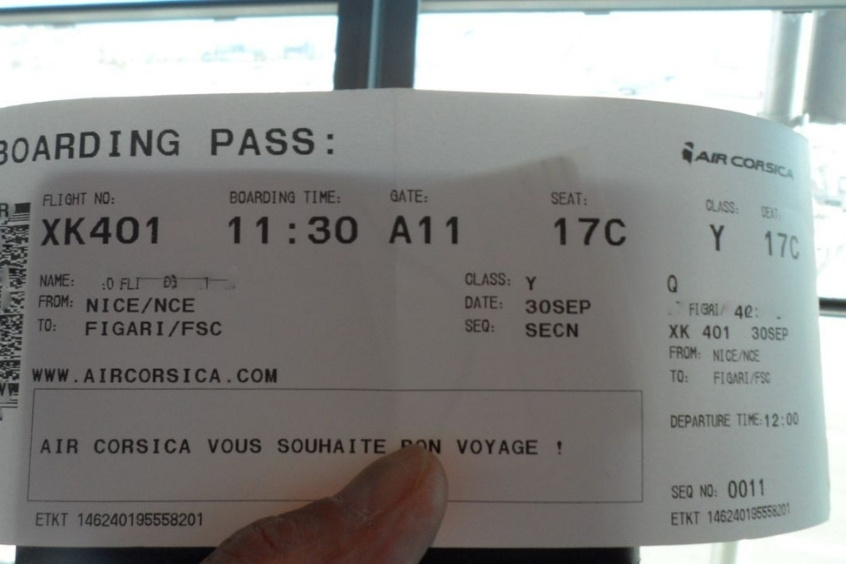 BOARDING PASS:
AIR CORSICA
FLIGHT NO: BOARDING TIME: GATE: SEAT:
XK401 11:30 A11 17C
CLASS: SEAT:
Y 17C
NAME:
CLASS: Y
FROM: NICE/NCE
DATE: 30SEP
TO: FIGARI/FSC
SEQ: SECN
WWW.AIRCORSICA.COM
AIR CORSICA VOUS SOUHAITE BON VOYAGE !
ETKT 146240195558201
Q
XK 401 30SEP
FROM: NICE/NCE
TO: FIGARI/FSC
DEPARTURE TIME:12:00
SEQ NO: 0011
ETKT 146240195558201